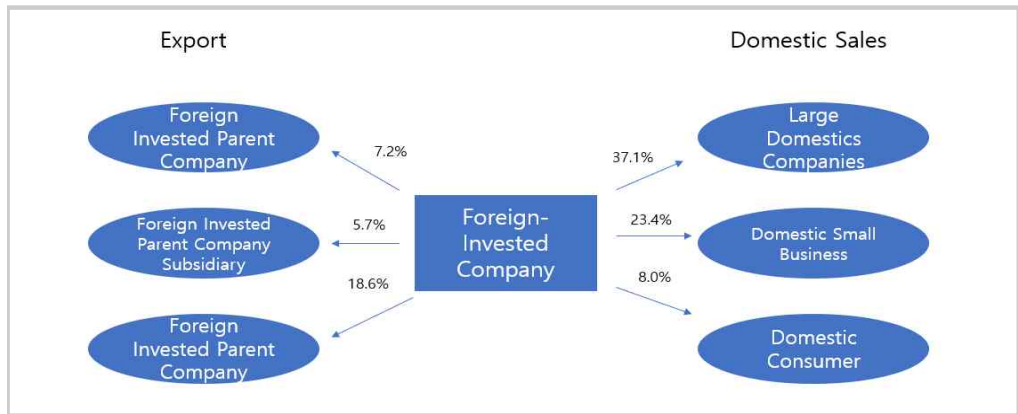 Export
Domestic Sales
Foreign
Invested Parent
Company
7.2%
Foreign Invested
Parent Company
Subsidiary
5.7%
18.6%
Foreign
Invested Parent
Company
Foreign-
Invested
Company
37.1%
Large
Domestics
Companies
23.4%
Domestic Small
Business
8.0%
Domestic
Consumer